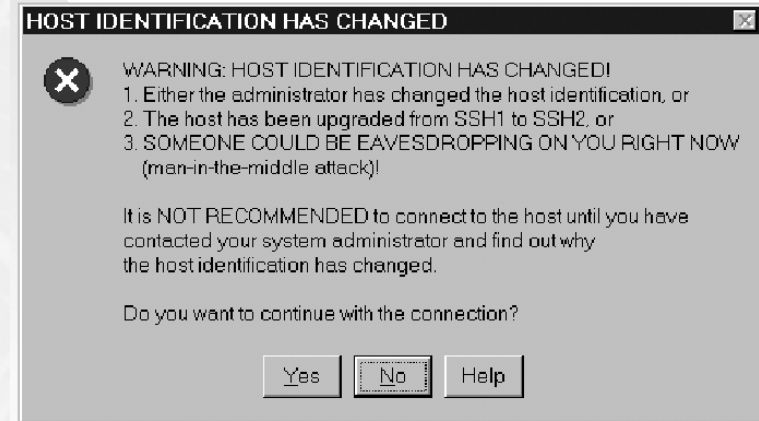 HOST IDENTIFICATION HAS CHANGED
WARNING: HOST IDENTIFICATION HAS CHANGED!
1. Either the administrator has changed the host identification, or
2. The host has been upgraded from SSH1 to SSH2, or
3. SOMEONE COULD BE EAVESDROPPING ON YOU RIGHT NOW
(man-in-the-middle attack)!
It is NOT RECOMMENDED to connect to the host until you have
contacted your system administrator and find out why
the host identification has changed.
Do you want to continue with the connection?
Yes No Help